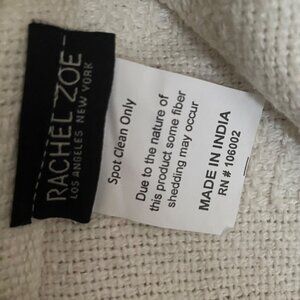 RACHEL ZOE
LOS ANGELES NEW YORK
Spot Clean Only
Due to the nature of
this product some fiber
shedding may occur
MADE IN INDIA
RN # 106002